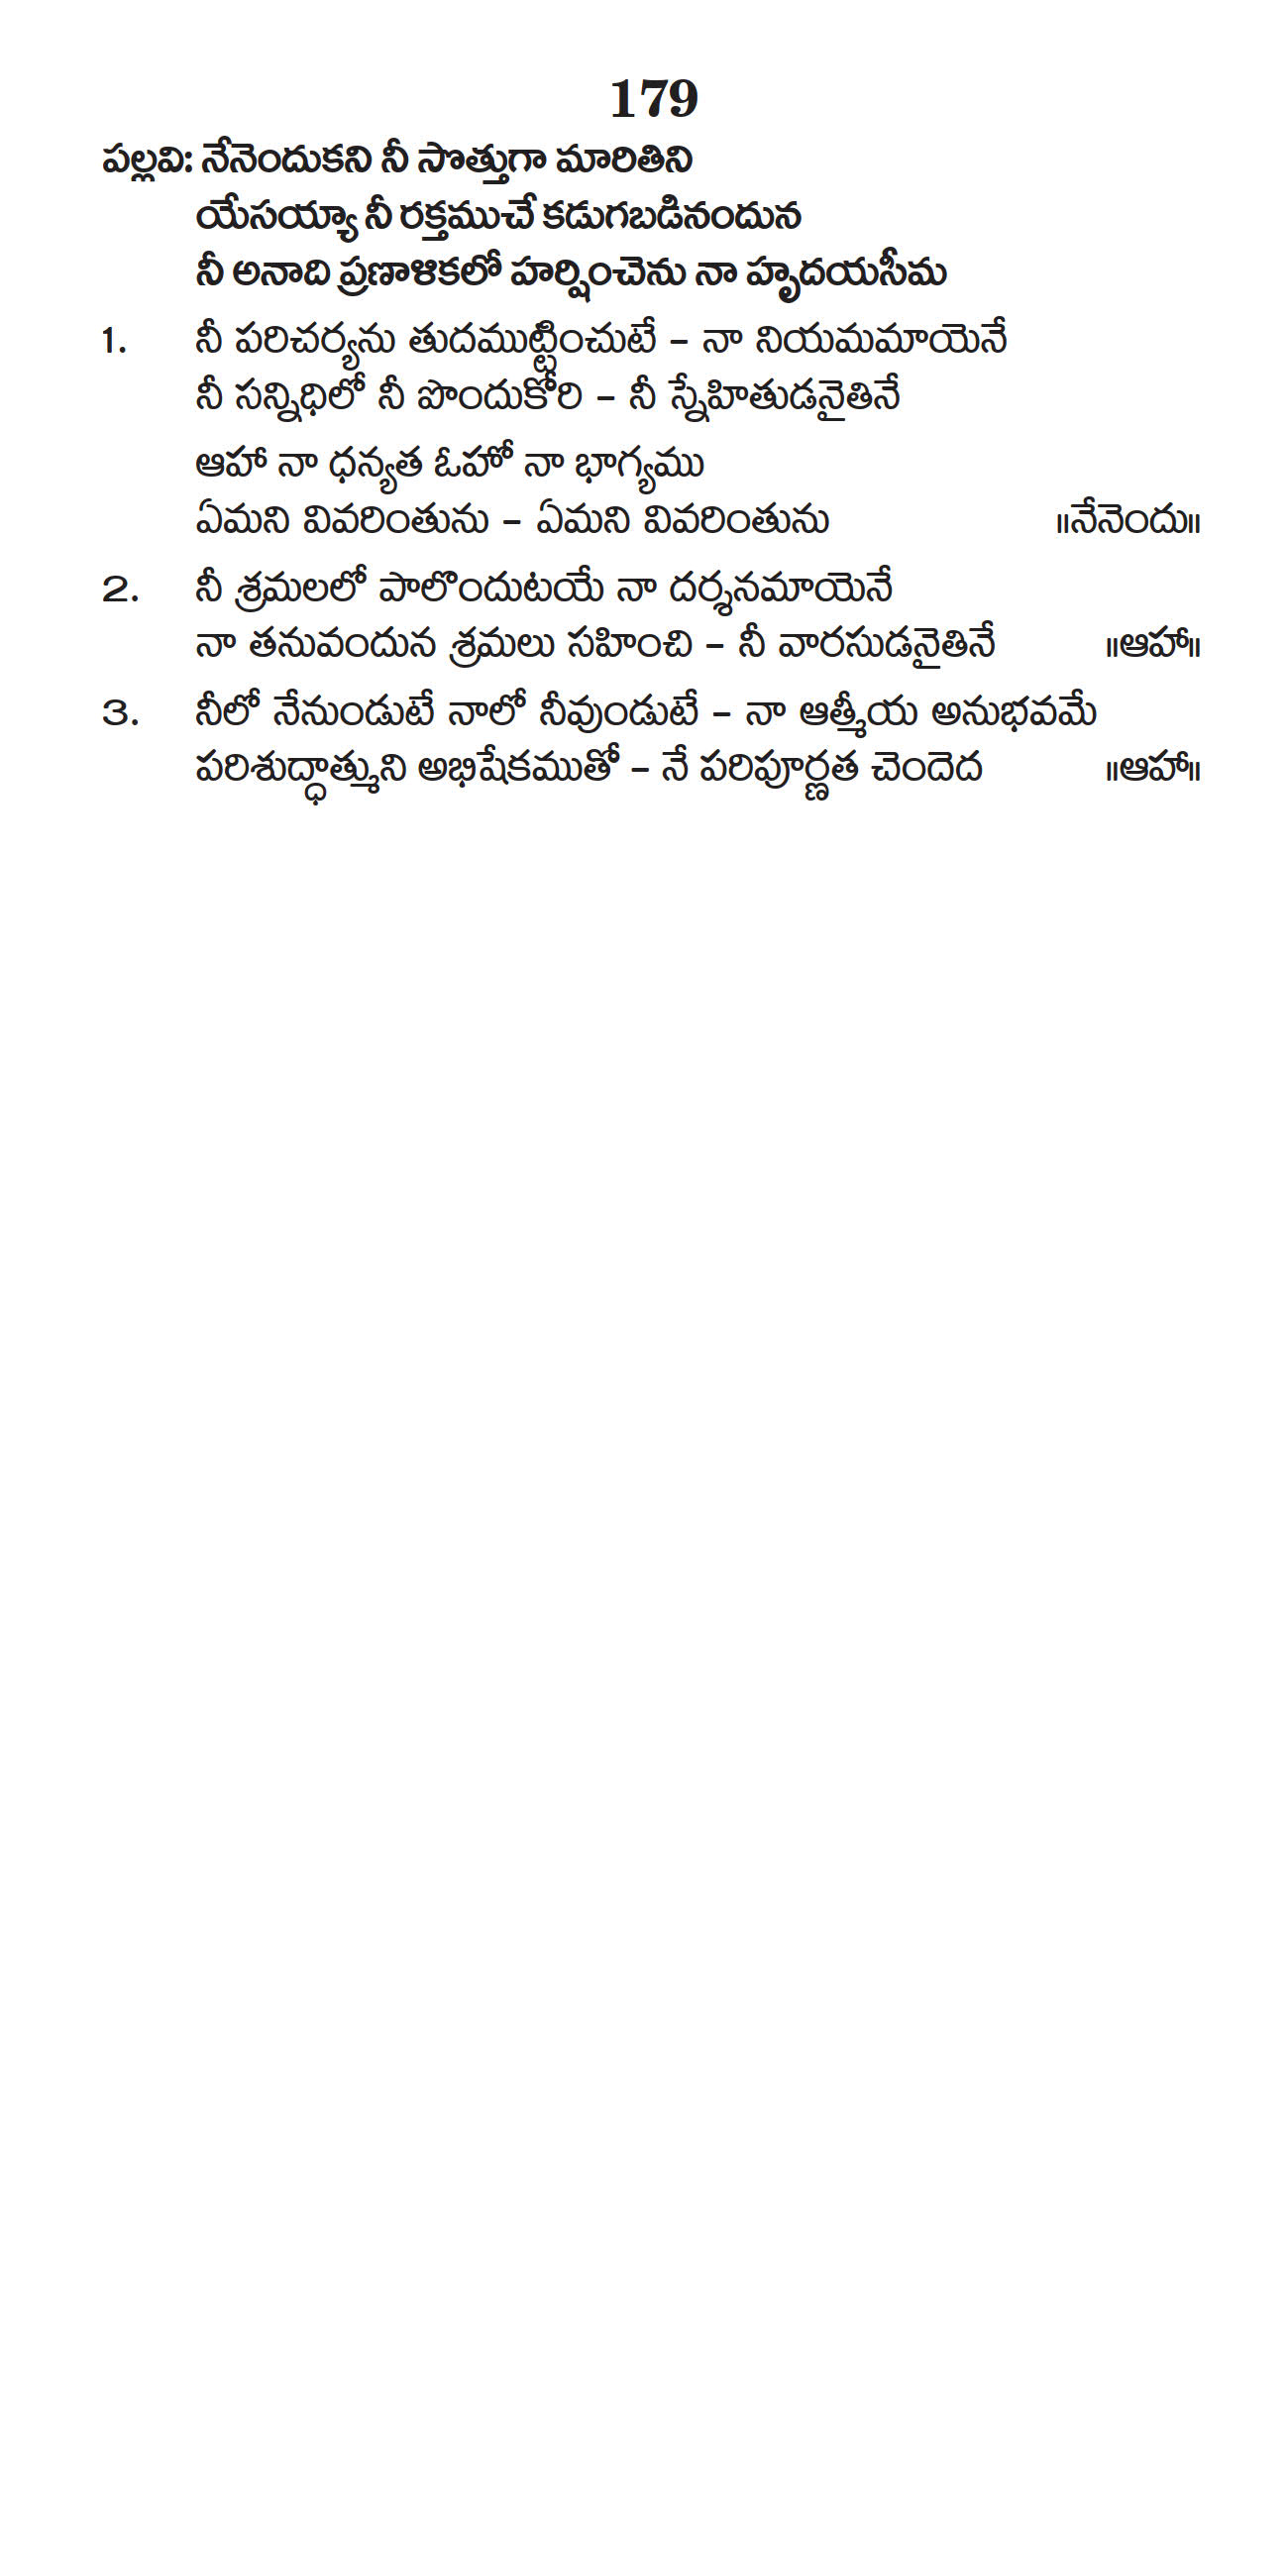 179
పల్లవి: నేనెందుకని నీ సొత్తుగా మారితిని
యేసయ్యా నీ రక్తముచే కడుగబడినందున
నీ అనాది ప్రణాళికలో హర్షించెను నా హృదయసీమ
1. నీ పరిచర్యను తుదముట్టించుటే – నా నియమమాయెనే
నీ సన్నిధిలో నీ పొందుకోరి – నీ స్నేహితుడనైతినే
ఆహా నా ధన్యత ఓహో నా భాగ్యము
ఏమని వివరింతును – ఏమని వివరింతును ॥నేనెందు॥
2. నీ శ్రమలలో పాలొందుటయే నా దర్శనమాయెనే
నా తనువందున శ్రమలు సహించి – నీ వారసుడనైతినే ॥ఆహా॥
3. నీలో నేనుండుటే నాలో నీవుండుటే – నా ఆత్మీయ అనుభవమే
పరిశుద్ధాత్ముని అభిషేకముతో – నే పరిపూర్ణత చెందెద ॥ఆహా॥